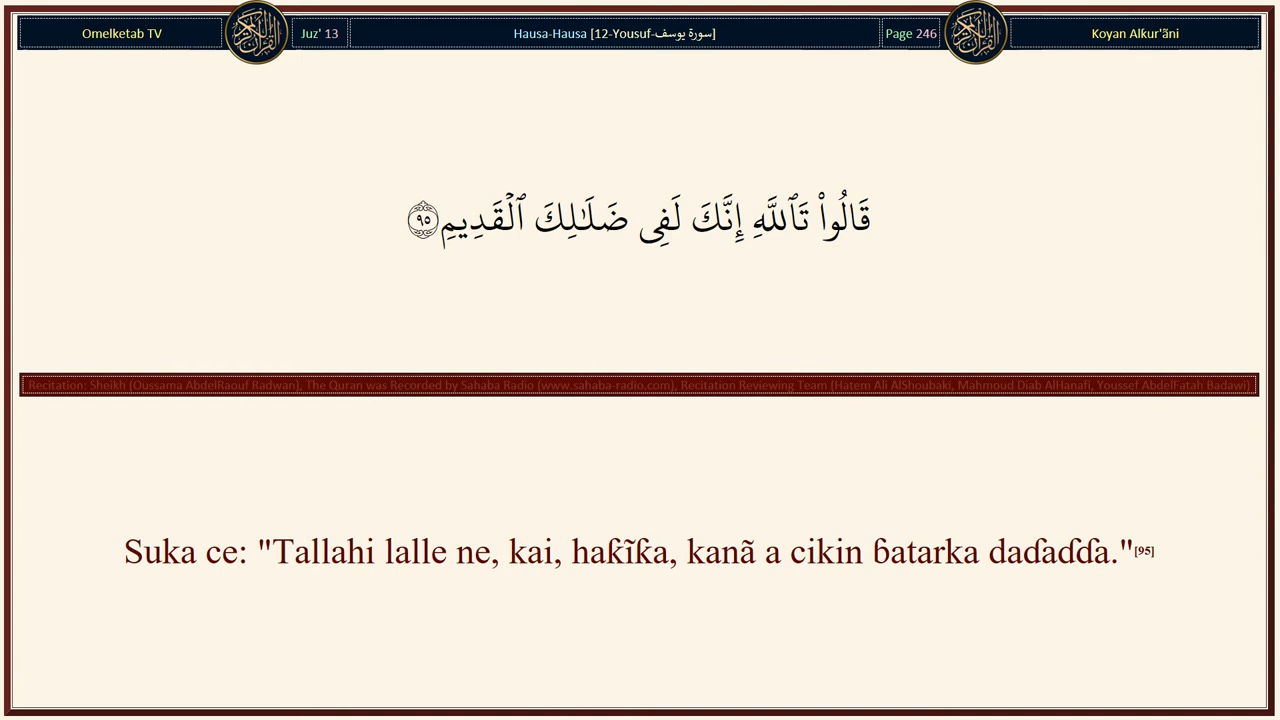 Omelketab TV
Juz' 13
Hausa-Hausa [12-Yousuf-سورة يوسف]
Page 246
Koyan Alƙur'ãni
قَالُوا۟ تَٱللَّهِ إِنَّكَ لَفِى ضَلَـٰلِكَ ٱلْقَدِيمِ ٩٥
Recitation: Sheikh (Oussama AbdelRaouf Radwan), The Quran was Recorded by Sahaba Radio (www.sahaba-radio.com), Recitation Reviewing Team (Hatem Ali AlShoubaki, Mahmoud Diab AlHanafi, Youssef AbdelFatah Badawi)
Suka ce: "Tallahi lalle ne, kai, haƙĩƙa, kanã a cikin ɓatarka daɗaɗɗa."[95]